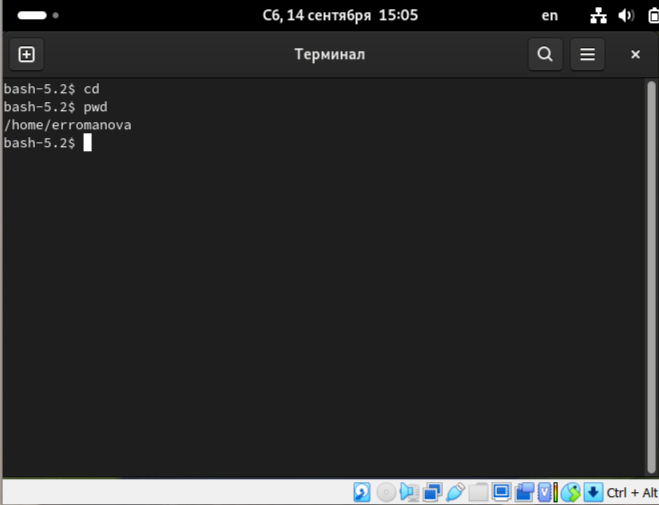 Сб, 14 сентября 15:05
en
Терминал
bash-5.2$ cd
bash-5.2$ pwd
/home/erromanova
bash-5.2$
Ctrl + Alt